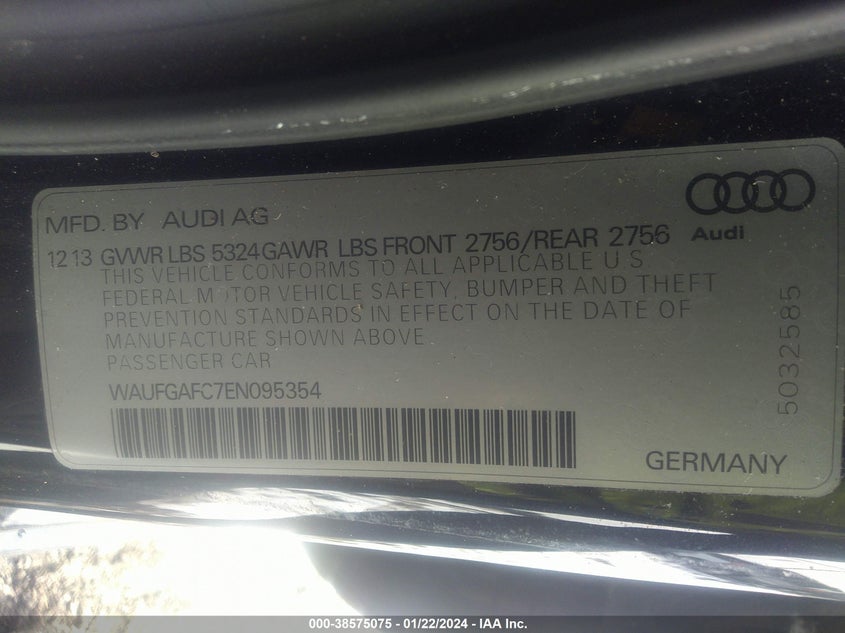 MFD. BY AUDI AG
Audi
12 13 GVWR LBS 5324 GAWR LBS FRONT 2756/REAR 2756
THIS VEHICLE CONFORMS TO ALL APPLICABLE U S
FEDERAL MOTOR VEHICLE SAFETY, BUMPER AND THEFT
PREVENTION STANDARDS IN EFFECT ON THE DATE OF
MANUFACTURE SHOWN ABOVE
PASSENGER CAR
WAUFGAFC7EN095354
5032585
GERMANY
000-38575075 - 01/22/2024 - IAA Inc.